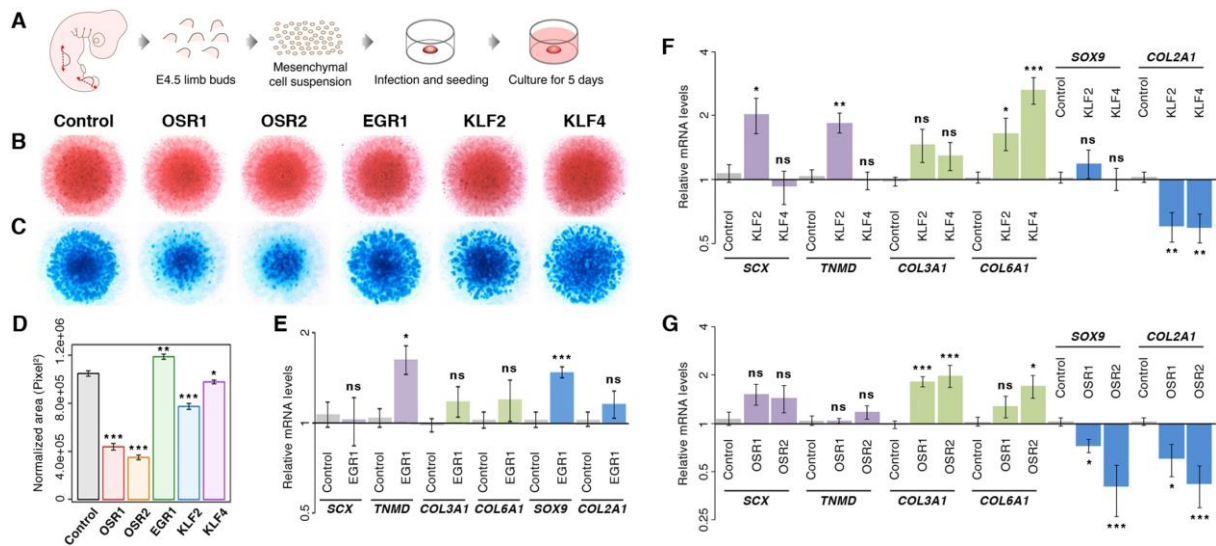 A
E4.5 limb buds
Mesenchymal
cell suspension
Infection and seeding
Culture for 5 days
Control OSR1 OSR2 EGR1 KLF2 KLF4
B
C
D
Normalized area (Pixel²)
1.2e+06
8.0e+05
4.0e+05
0
*** *** ** *** *
Control OSR1 OSR2 EGR1 KLF2 KLF4
E
Relative mRNA levels
2
1
0.5
ns * ns ns *** ns
Control EGR1 Control EGR1 Control EGR1 Control EGR1 Control EGR1 Control EGR1
SCX TNMD COL3A1 COL6A1 SOX9 COL2A1
F
Relative mRNA levels
4
2
1
0.5
SOX9 COL2A1
Control KLF2 KLF4 Control KLF2 KLF4
* ns ** ns ns ns * *** ns ns
** **
Control KLF2 KLF4 Control KLF2 KLF4 Control KLF2 KLF4 Control KLF2 KLF4
SCX TNMD COL3A1 COL6A1
G
Relative mRNA levels
4
2
1
0.5
0.25
SOX9 COL2A1
Control OSR1 OSR2 Control OSR1 OSR2
ns ns ns ns *** *** ns *
* *** * ***
Control OSR1 OSR2 Control OSR1 OSR2 Control OSR1 OSR2 Control OSR1 OSR2
SCX TNMD COL3A1 COL6A1